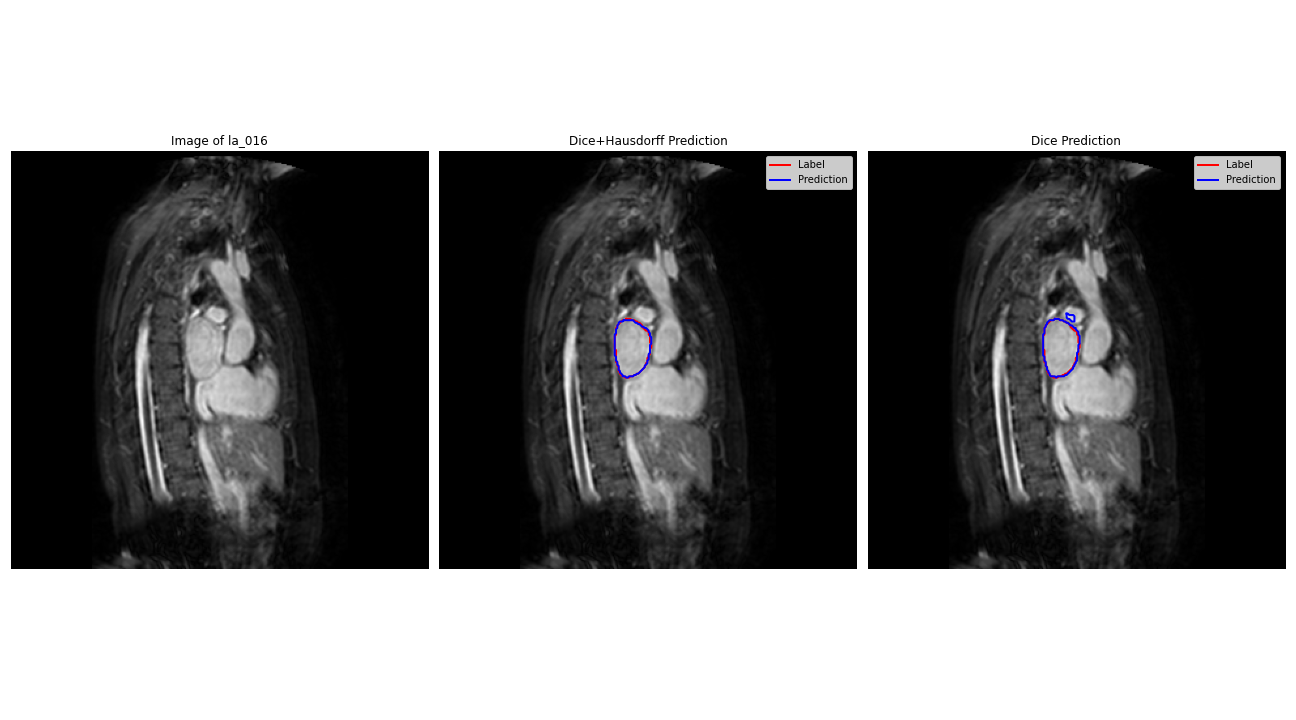 Image of la_016
Dice+Hausdorff Prediction
Label
Prediction
Dice Prediction
Label
Prediction